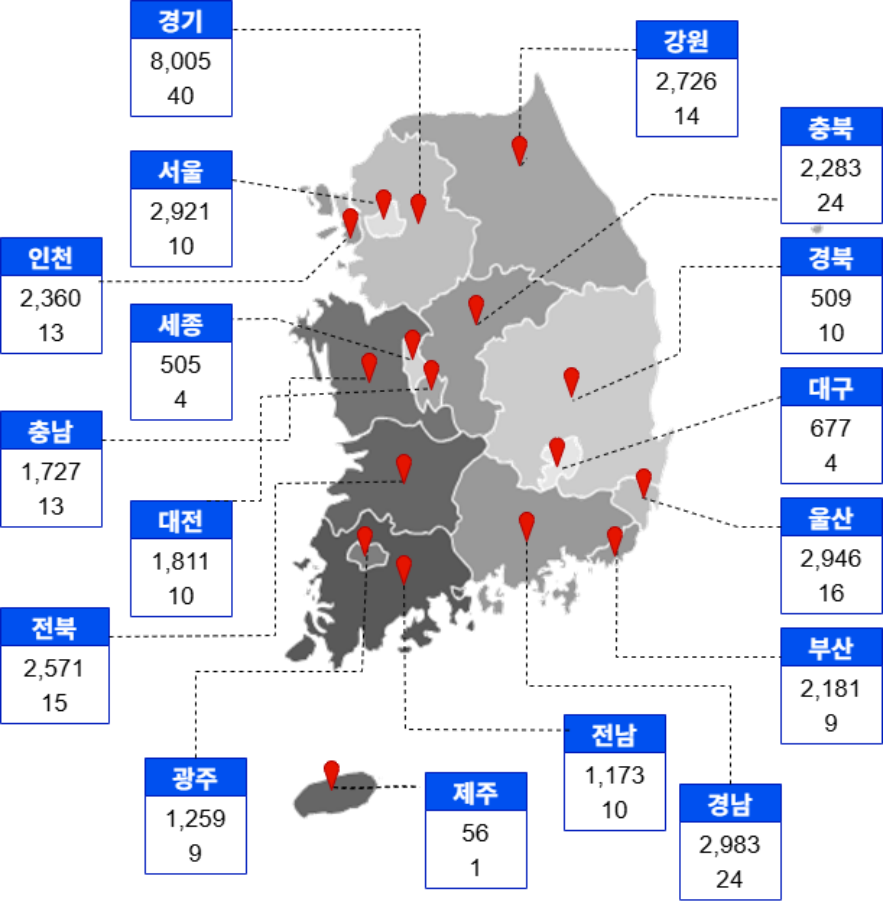 경기
8,005
40
강원
2,726
14
충북
2,283
24
서울
2,921
10
인천
2,360
13
경북
509
10
세종
505
4
대구
677
4
충남
1,727
13
대전
1,811
10
울산
2,946
16
전북
2,571
15
부산
2,181
9
전남
1,173
10
광주
1,259
9
제주
56
1
경남
2,983
24